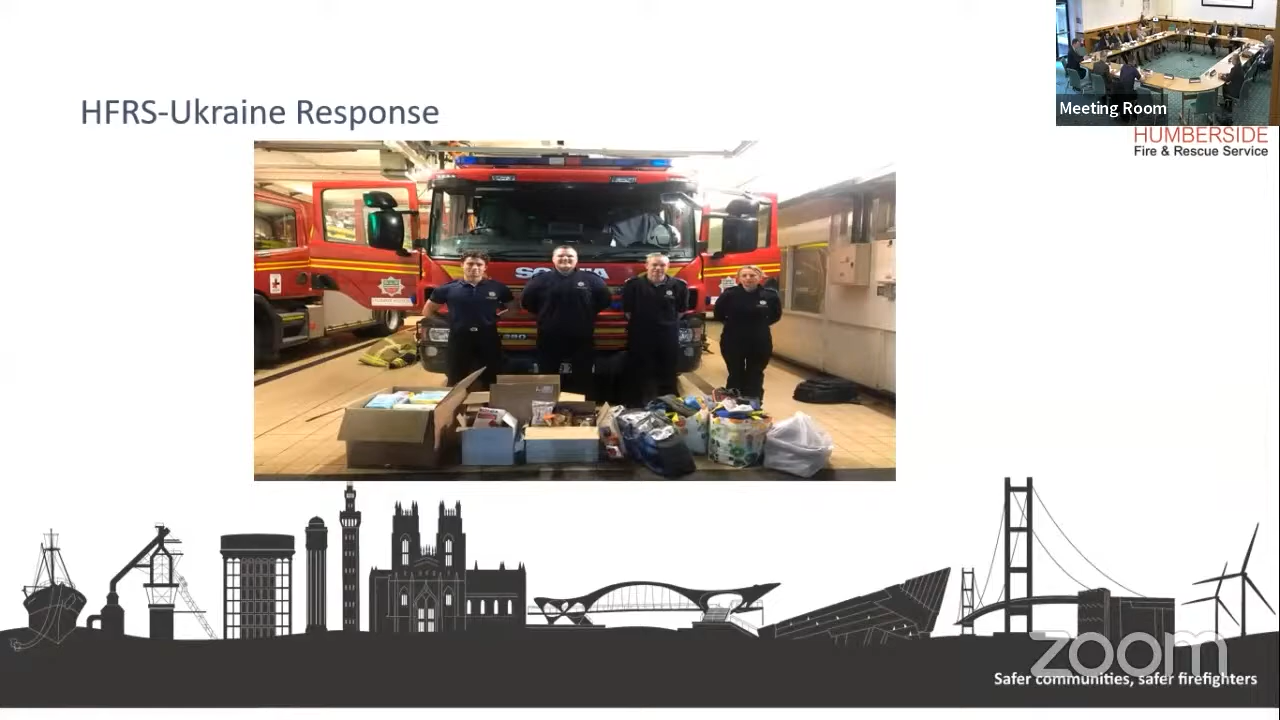 HFRS-Ukraine Response
Meeting Room
HUMBERSIDE
Fire & Rescue Service
SCANIA
zoom
Safer communities, safer firefighters